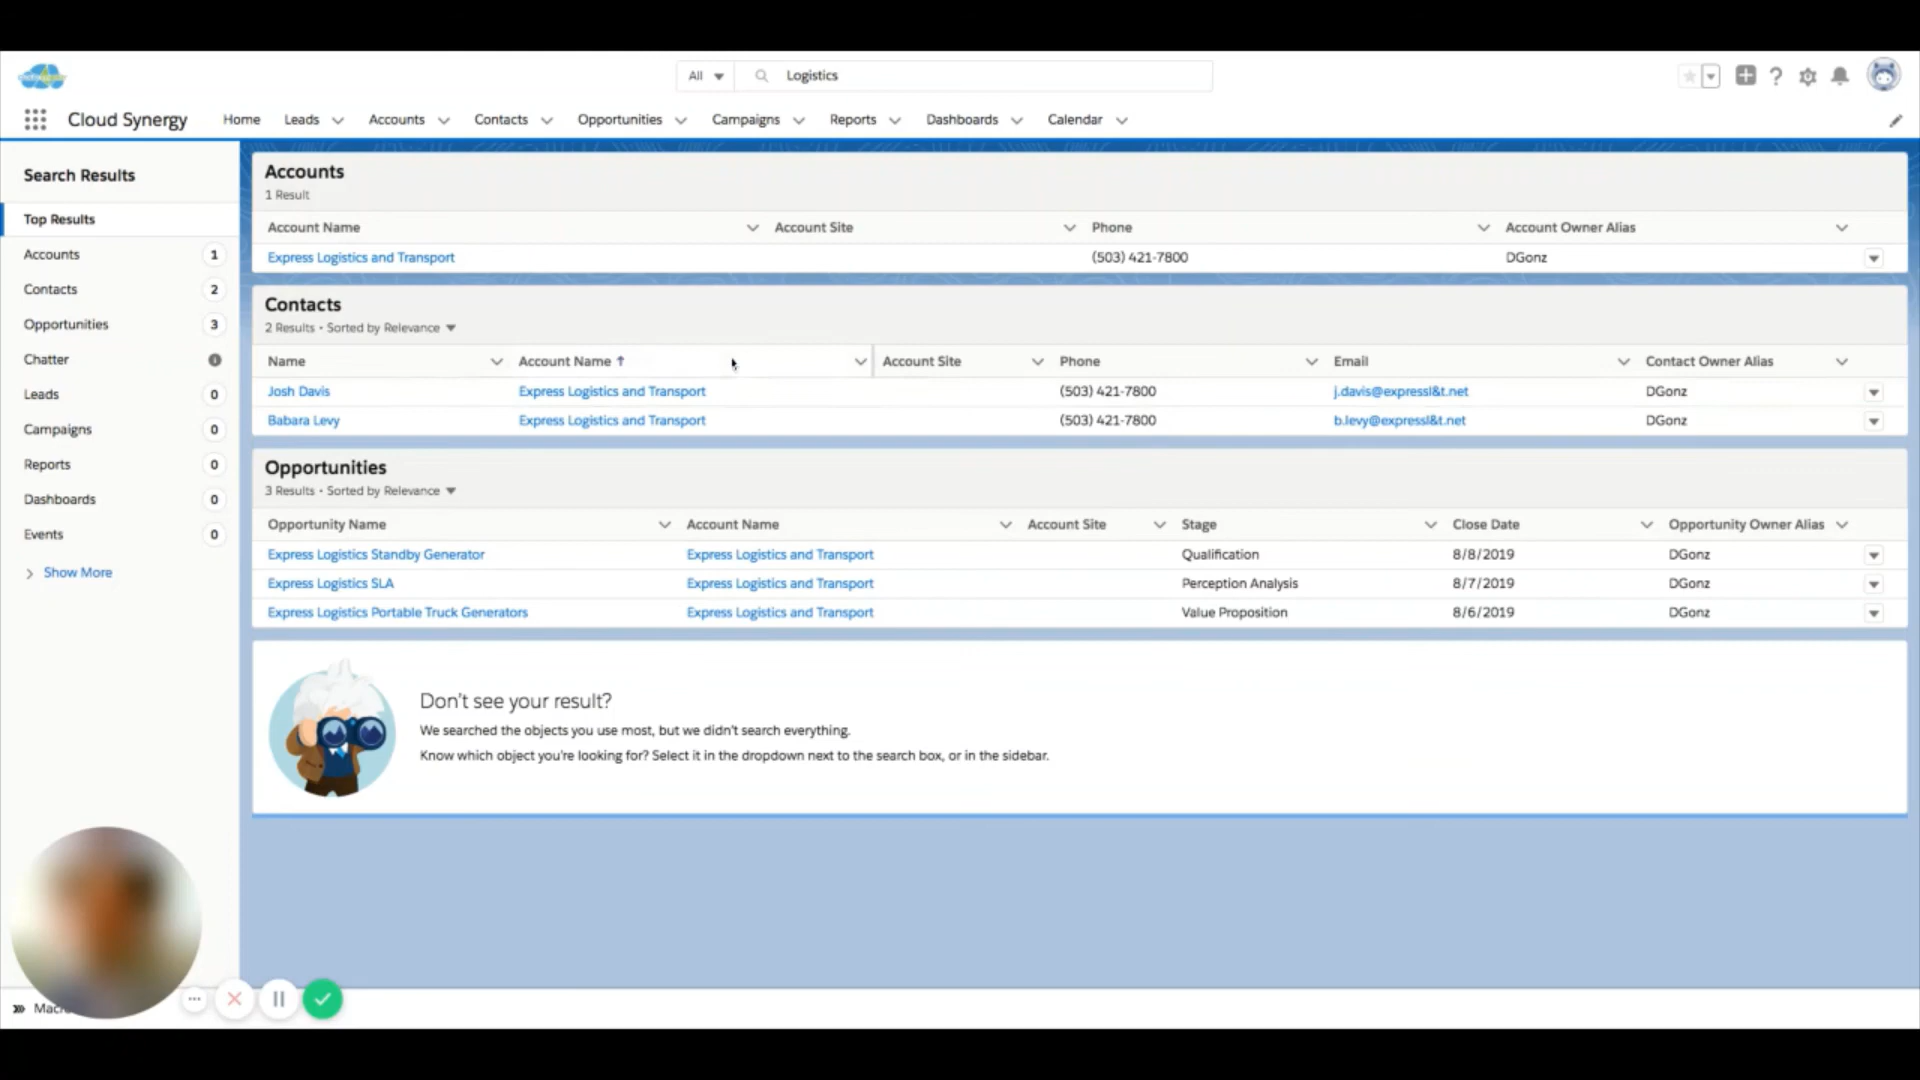 All Logistics
Cloud Synergy Home Leads Accounts Contacts Opportunities Campaigns Reports Dashboards Calendar
Search Results
Top Results
Accounts 1
Contacts 2
Opportunities 3
Chatter
Leads 0
Campaigns 0
Reports 0
Dashboards 0
Events 0
Show More
Accounts
1 Result
Account Name Account Site Phone Account Owner Alias
Express Logistics and Transport (503) 421-7800 DGonz
Contacts
2 Results • Sorted by Relevance
Name Account Name ↑ Account Site Phone Email Contact Owner Alias
Josh Davis Express Logistics and Transport (503) 421-7800 j.davis@expressl&t.net DGonz
Babara Levy Express Logistics and Transport (503) 421-7800 b.levy@expressl&t.net DGonz
Opportunities
3 Results • Sorted by Relevance
Opportunity Name Account Name Account Site Stage Close Date Opportunity Owner Alias
Express Logistics Standby Generator Express Logistics and Transport Qualification 8/8/2019 DGonz
Express Logistics SLA Express Logistics and Transport Perception Analysis 8/7/2019 DGonz
Express Logistics Portable Truck Generators Express Logistics and Transport Value Proposition 8/6/2019 DGonz
Don't see your result?
We searched the objects you use most, but we didn't search everything.
Know which object you're looking for? Select it in the dropdown next to the search box, or in the sidebar.